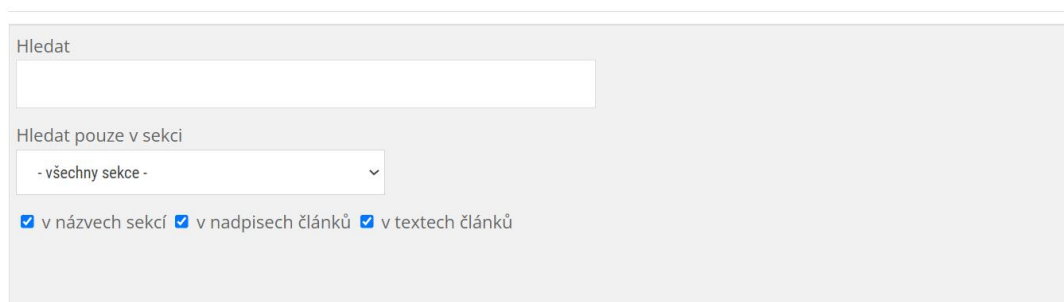 Hledat
Hledat pouze v sekci
- všechny sekce -
v názvech sekcí v nadpisech článků v textech článků